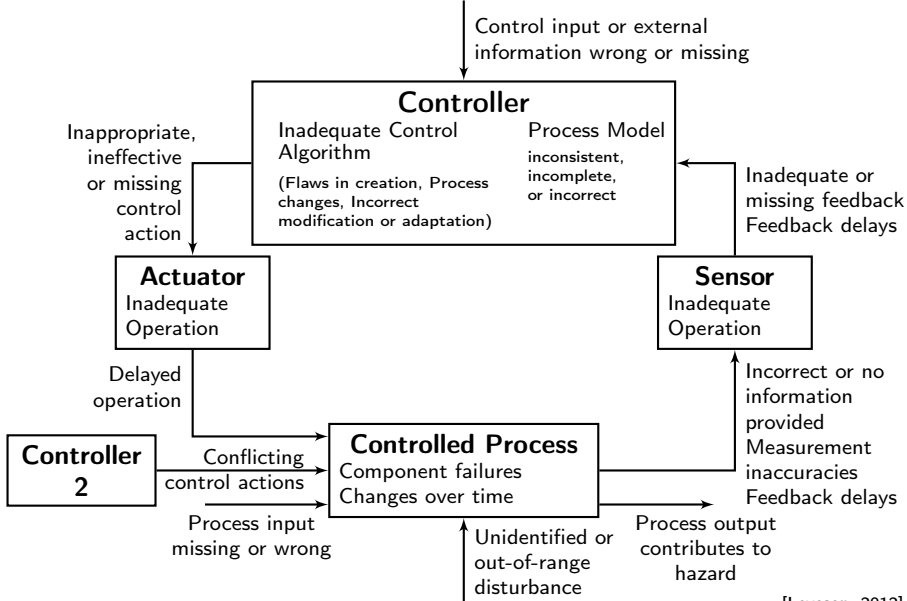 Control input or external
information wrong or missing
Controller
Inadequate Control
Algorithm
(Flaws in creation, Process
changes, Incorrect
modification or adaptation)
Process Model
inconsistent,
incomplete,
or incorrect
Inappropriate,
ineffective
or missing
control
action
Inadequate or
missing feedback
Feedback delays
Actuator
Inadequate
Operation
Sensor
Inadequate
Operation
Delayed
operation
Incorrect or no
information
provided
Measurement
inaccuracies
Feedback delays
Controller
2
Conflicting
control actions
Controlled Process
Component failures
Changes over time
Process input
missing or wrong
Unidentified or
out-of-range
disturbance
Process output
contributes to
hazard